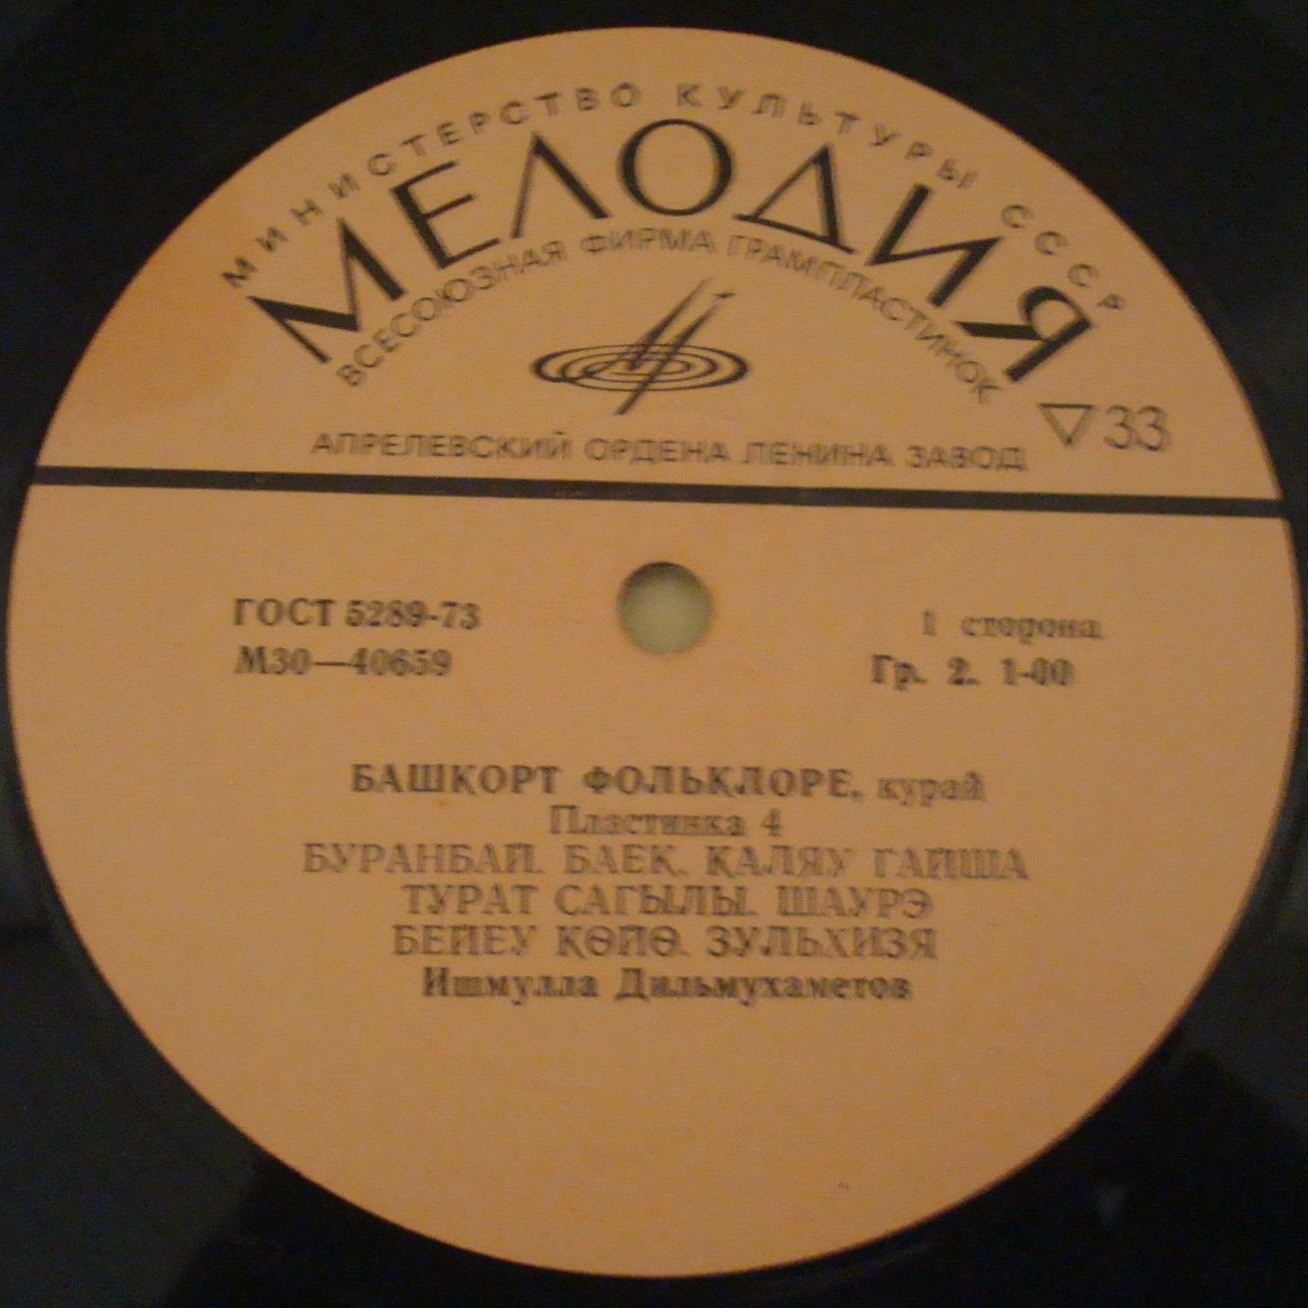 МИНИСТЕРСТВО КУЛЬТУРЫ СССР
МЕЛОДИЯ
ВСЕСОЮЗНАЯ ФИРМА ГРАМПЛАСТИНОК
▽33
АПРЕЛЕВСКИЙ ОРДЕНА ЛЕНИНА ЗАВОД
ГОСТ 5289-73
1 сторона
М30—40659
Гр. 2. 1-00
БАШКОРТ ФОЛЬКЛОРЕ, курай
Пластинка 4
БУРАНБАЙ. БАЕК. ҚАЛЯУ ГАЙША
ТУРАТ САГЫЛЫ. ШАУРЭ
БЕЙЕУ КӨЙӨ. ЗУЛЬХИЗЯ
Ишмулла Дильмухаметов